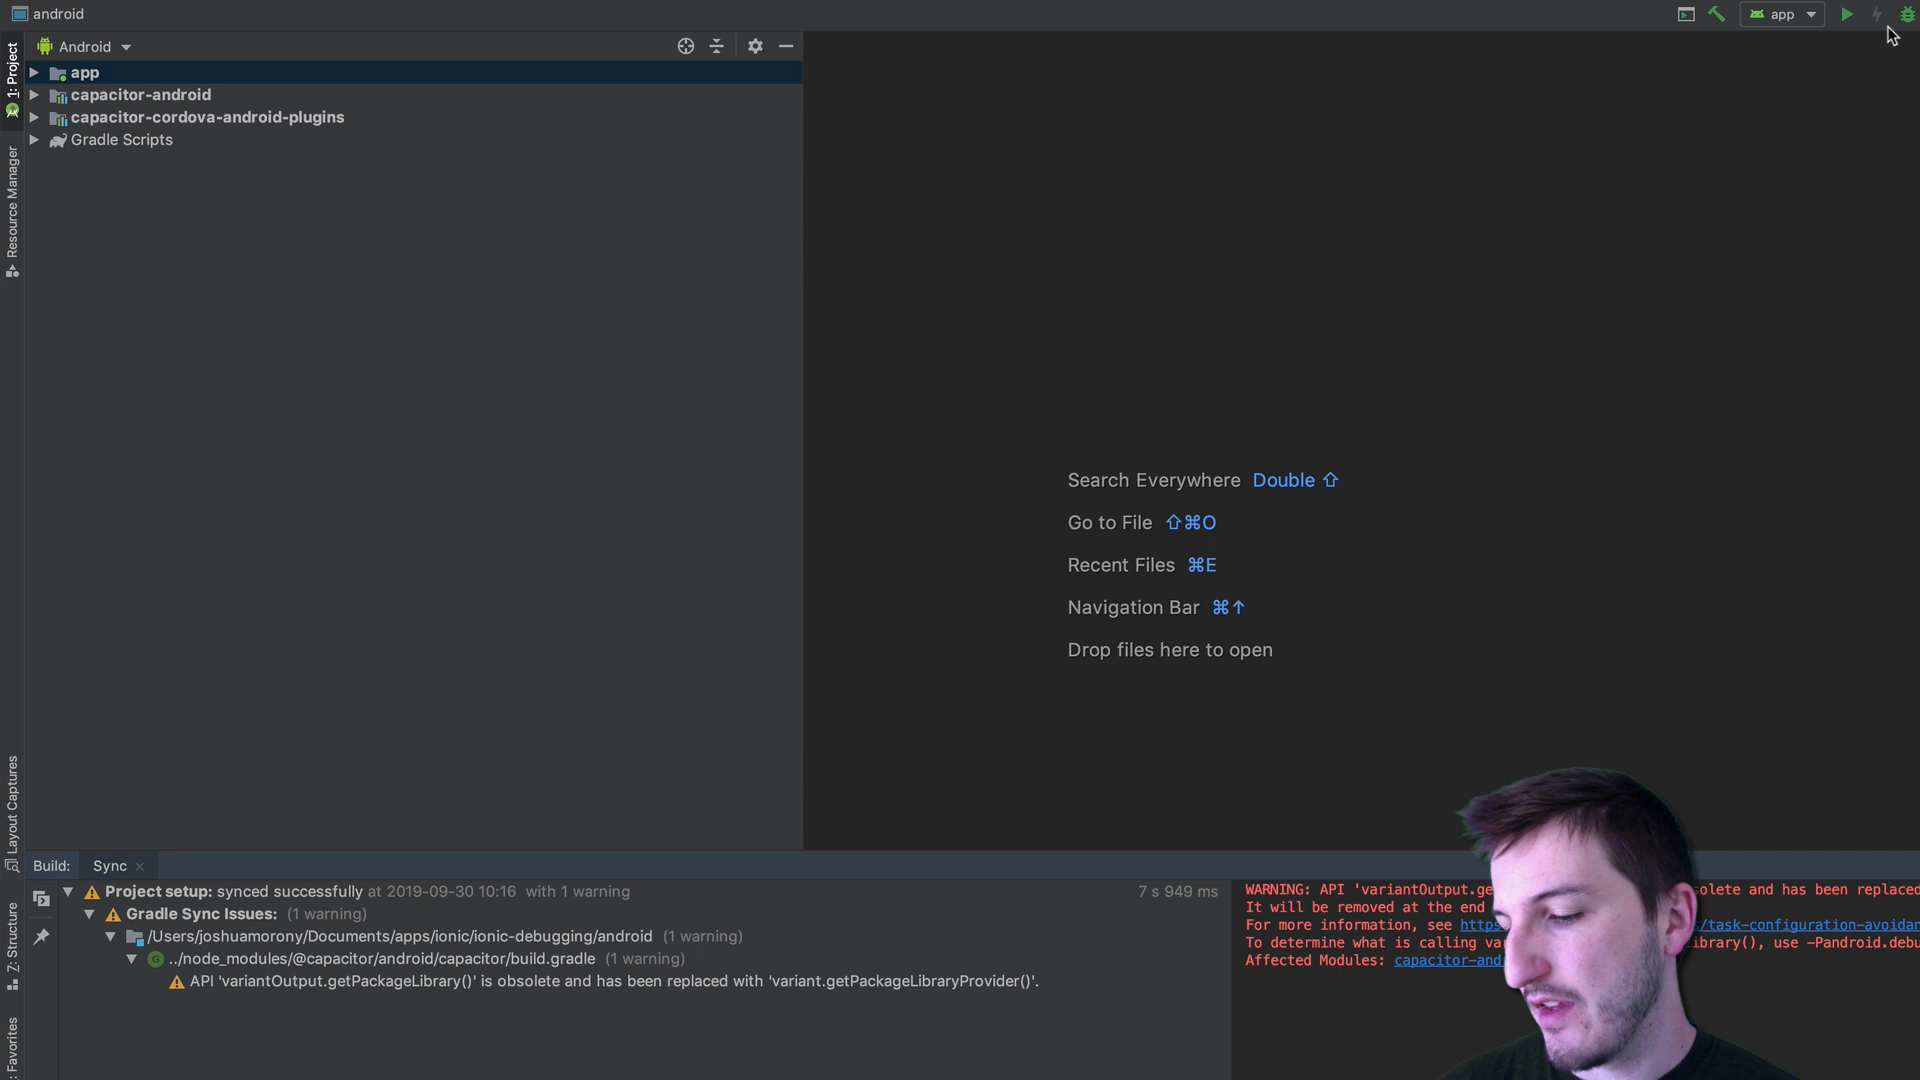 android
app
Android
1: Project
app
capacitor-android
capacitor-cordova-android-plugins
Gradle Scripts
Resource Manager
Search Everywhere Double ⇧
Go to File ⇧⌘O
Recent Files ⌘E
Navigation Bar ⌘↑
Drop files here to open
Layout Captures
Z: Structure
Favorites
Build: Sync ×
Project setup: synced successfully at 2019-09-30 10:16 with 1 warning 7 s 949 ms
Gradle Sync Issues: (1 warning)
/Users/joshuamorony/Documents/apps/ionic/ionic-debugging/android (1 warning)
../node_modules/@capacitor/android/capacitor/build.gradle (1 warning)
API 'variantOutput.getPackageLibrary()' is obsolete and has been replaced with 'variant.getPackageLibraryProvider()'.
WARNING: API 'variantOutput.ge solete and has been replaced
It will be removed at the end
For more information, see https /task-configuration-avoidan
To determine what is calling va ibrary(), use -Pandroid.debu
Affected Modules: capacitor-and